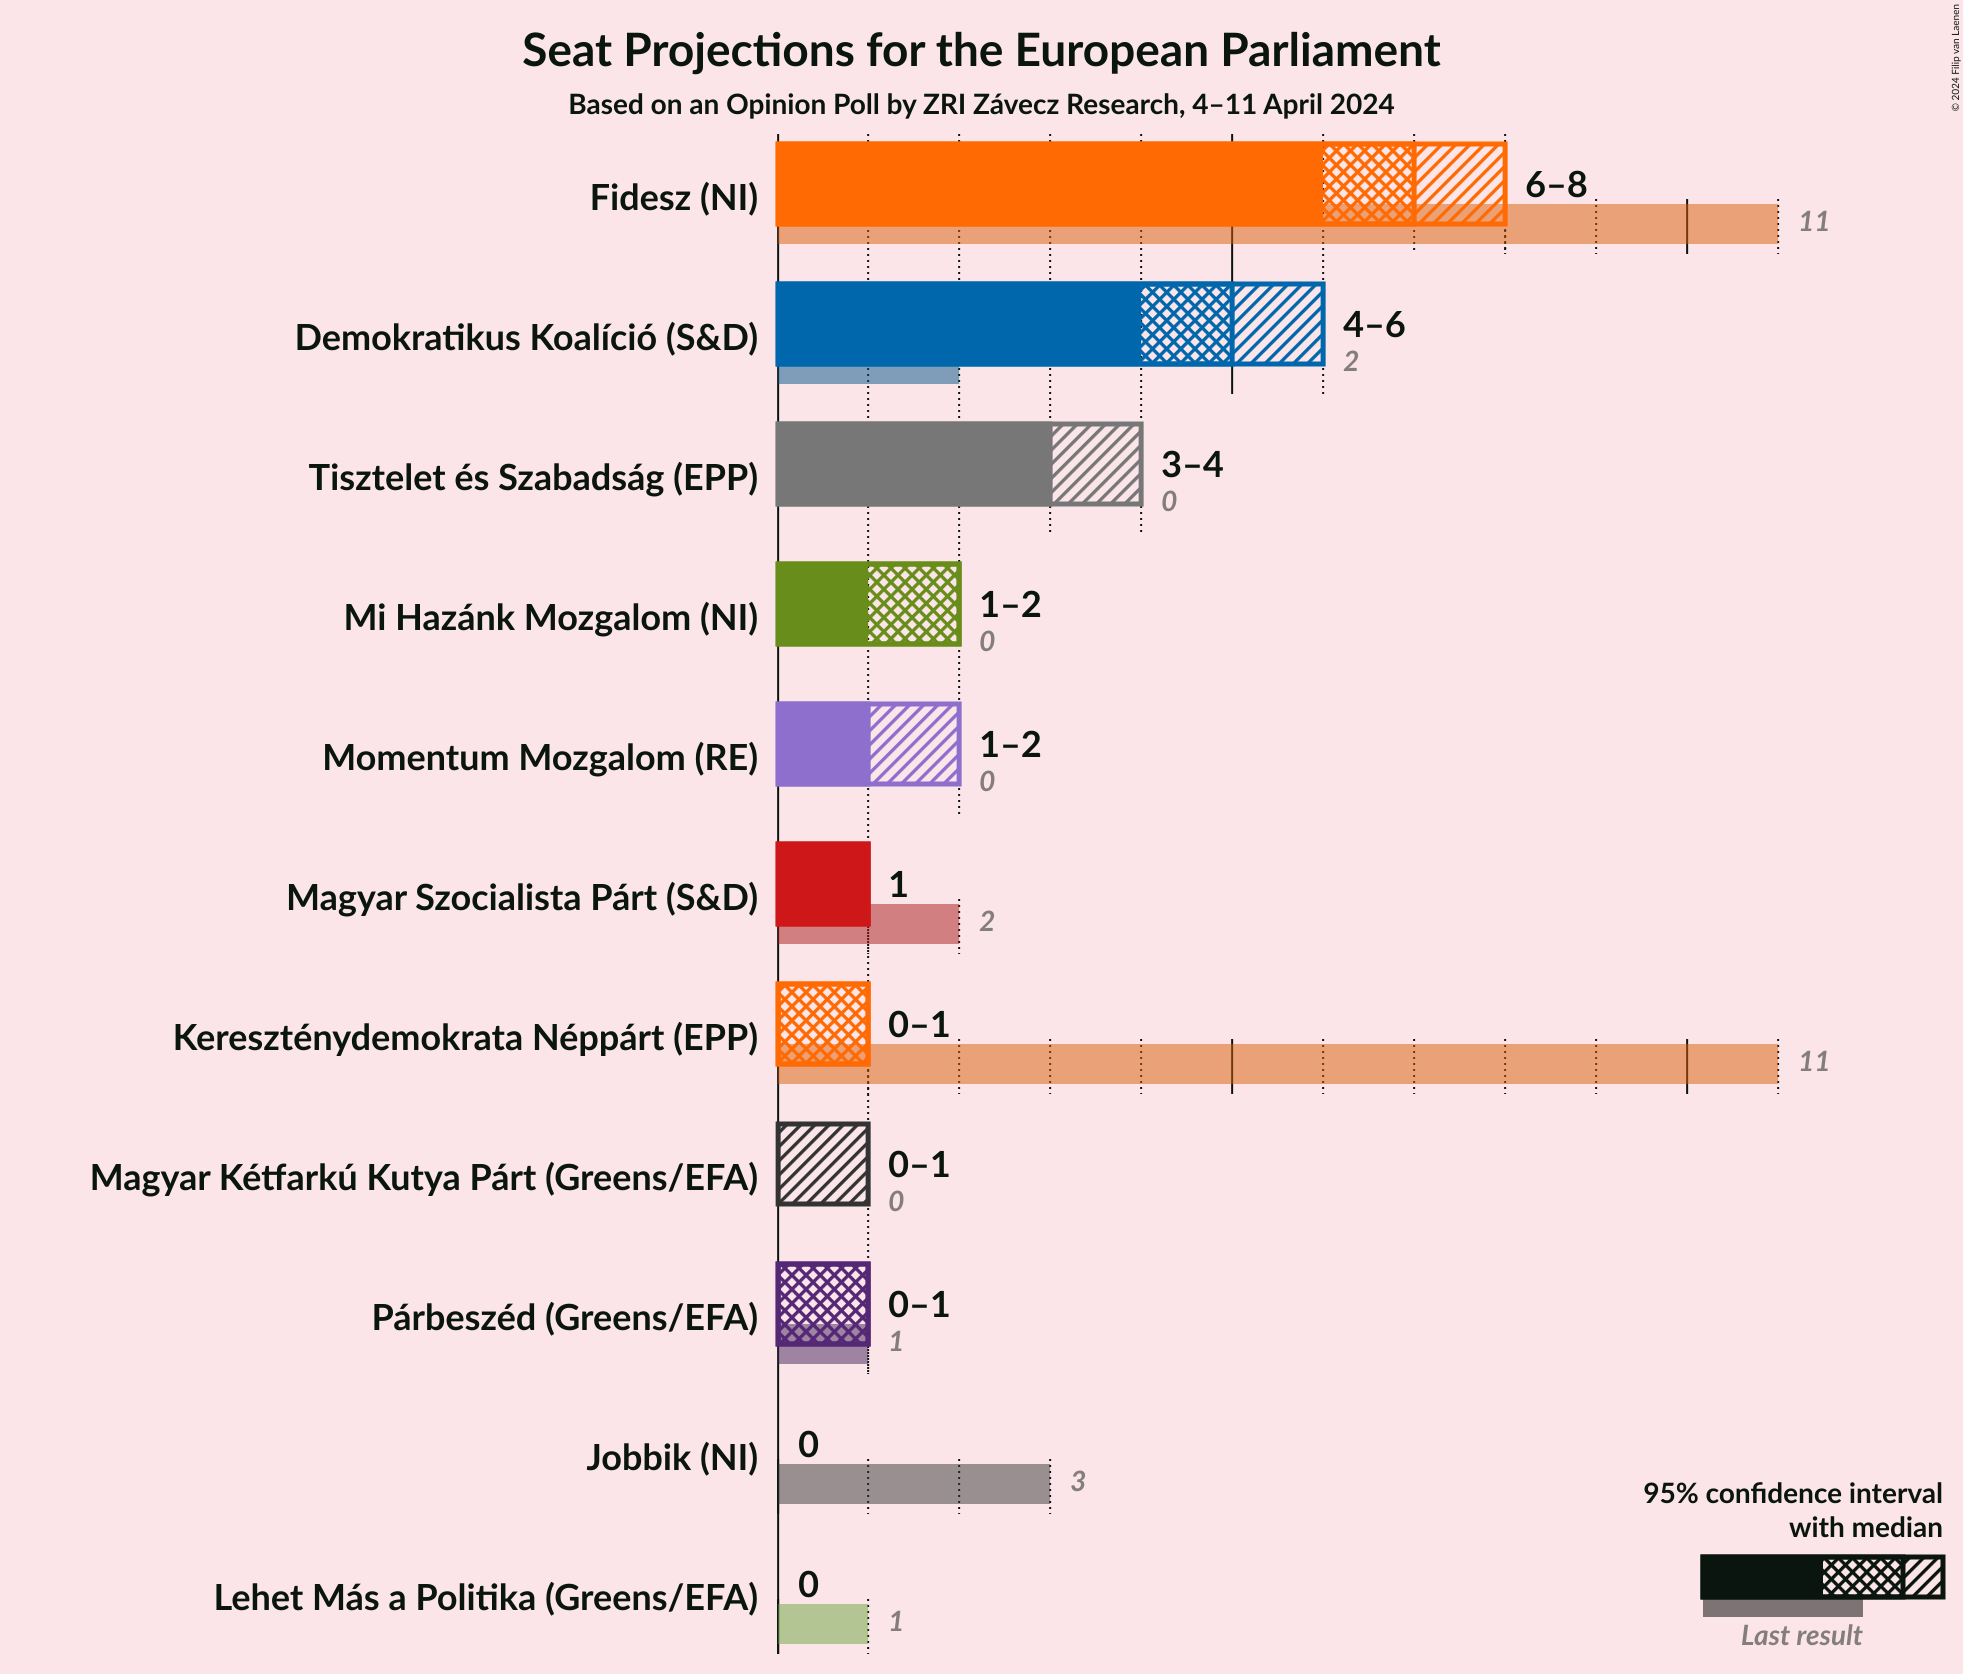 Seat Projections for the European Parliament
Based on an Opinion Poll by ZRI Závecz Research, 4–11 April 2024
© 2024 Filip van Laenen
Fidesz (NI)
6–8
11
Demokratikus Koalíció (S&D)
4–6
2
Tisztelet és Szabadság (EPP)
3–4
0
Mi Hazánk Mozgalom (NI)
1–2
0
Momentum Mozgalom (RE)
1–2
0
Magyar Szocialista Párt (S&D)
1
2
Kereszténydemokrata Néppárt (EPP)
0–1
11
Magyar Kétfarkú Kutya Párt (Greens/EFA)
0–1
0
Párbeszéd (Greens/EFA)
0–1
1
Jobbik (NI)
0
3
Lehet Más a Politika (Greens/EFA)
0
1
95% confidence interval
with median
Last result